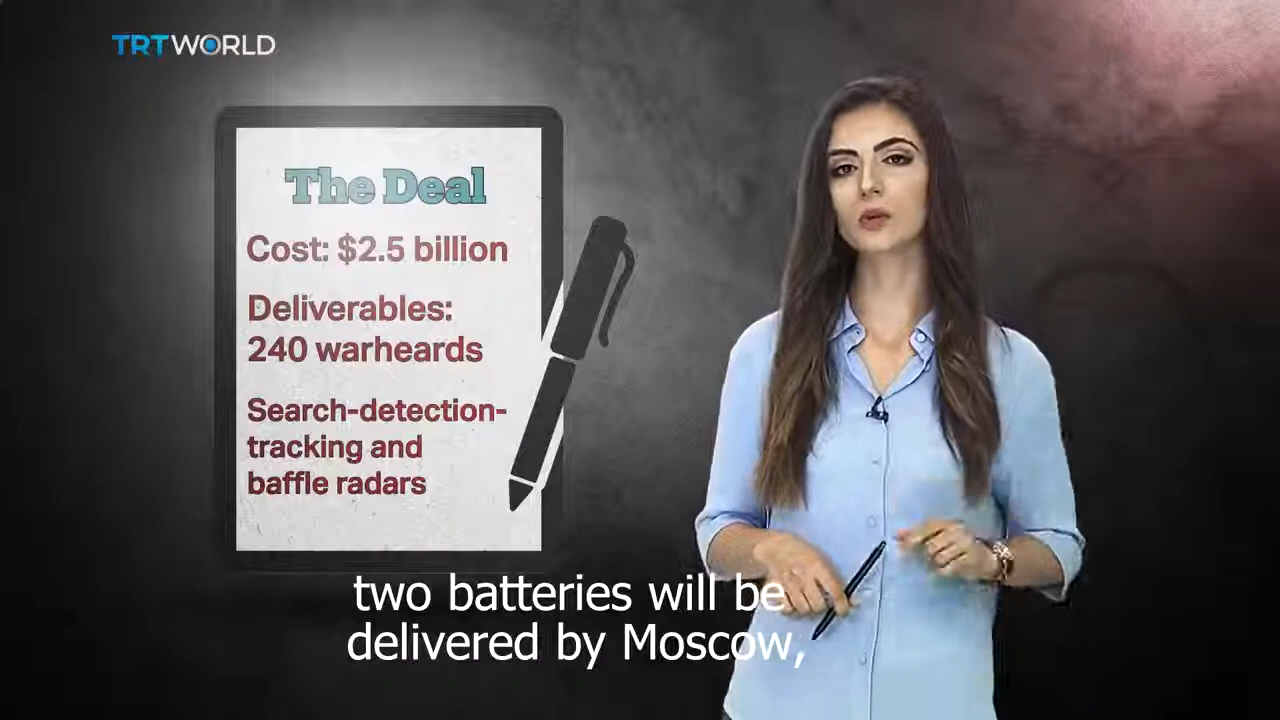 TRTWORLD
The Deal
Cost: $2.5 billion
Deliverables:
240 warheards
Search-detection-
tracking and
baffle radars
two batteries will be
delivered by Moscow,